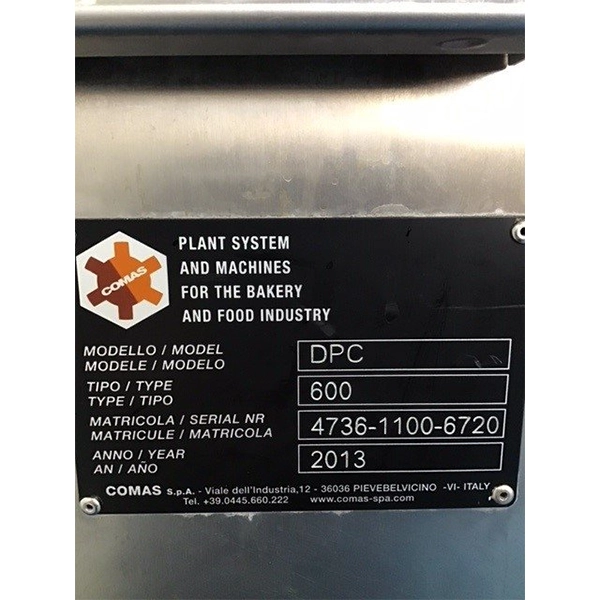 COMAS
PLANT SYSTEM
AND MACHINES
FOR THE BAKERY
AND FOOD INDUSTRY
MODELLO / MODEL
MODELE / MODELO
DPC
TIPO / TYPE
TYPE / TIPO
600
MATRICOLA / SERIAL NR
MATRICULE / MATRICOLA
4736-1100-6720
ANNO / YEAR
AN / AÑO
2013
COMAS S.p.A. - Viale dell'Industria,12 - 36036 PIEVEBELVICINO -VI- ITALY
Tel. +39.0445.660.222 www.comas-spa.com